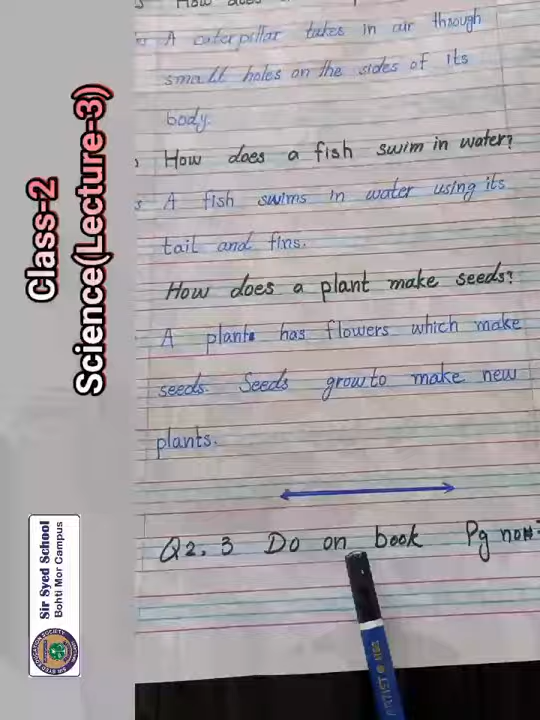 A caterpillar takes in air through
small holes on the sides of its
body.
How does a fish swim in water?
A fish swims in water using its
tail and fins.
How does a plant make seeds?
A plant has flowers which make
seeds. Seeds grow to make new
plants.
Q2. 3 Do on book Pg
ARTIST
Class-2
Science(Lecture-3)
Sir Syed School
Bohti Mor Campus